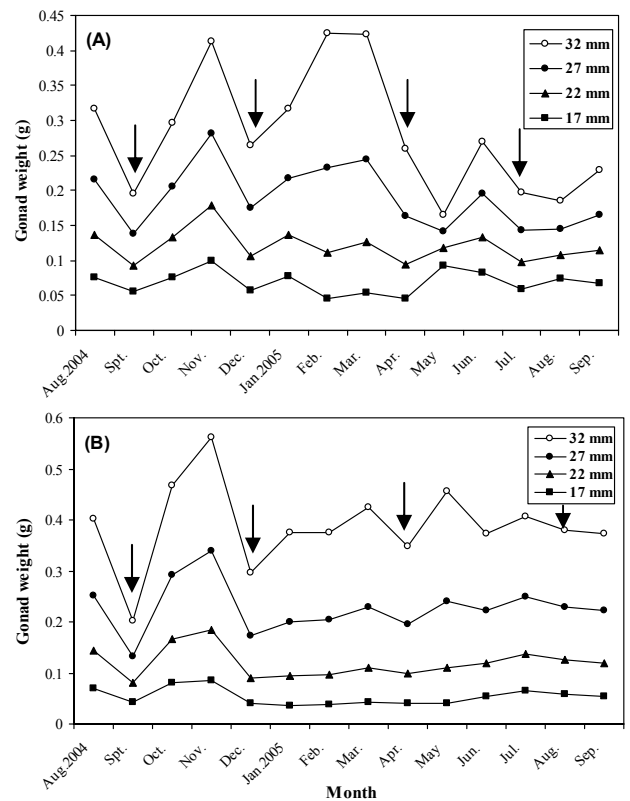 (A)
0.45
0.4
0.35
0.3
0.25
0.2
0.15
0.1
0.05
0
Gonad weight (g)
32 mm
27 mm
22 mm
17 mm
Aug.2004
Spt.
Oct.
Nov.
Dec.
Jan.2005
Feb.
Mar.
Apr.
May
Jun.
Jul.
Aug.
Sep.
(B)
0.6
0.5
0.4
0.3
0.2
0.1
0
Gonad weight (g)
32 mm
27 mm
22 mm
17 mm
Aug.2004
Spt.
Oct.
Nov.
Dec.
Jan.2005
Feb.
Mar.
Apr.
May
Jun.
Jul.
Aug.
Sep.
Month